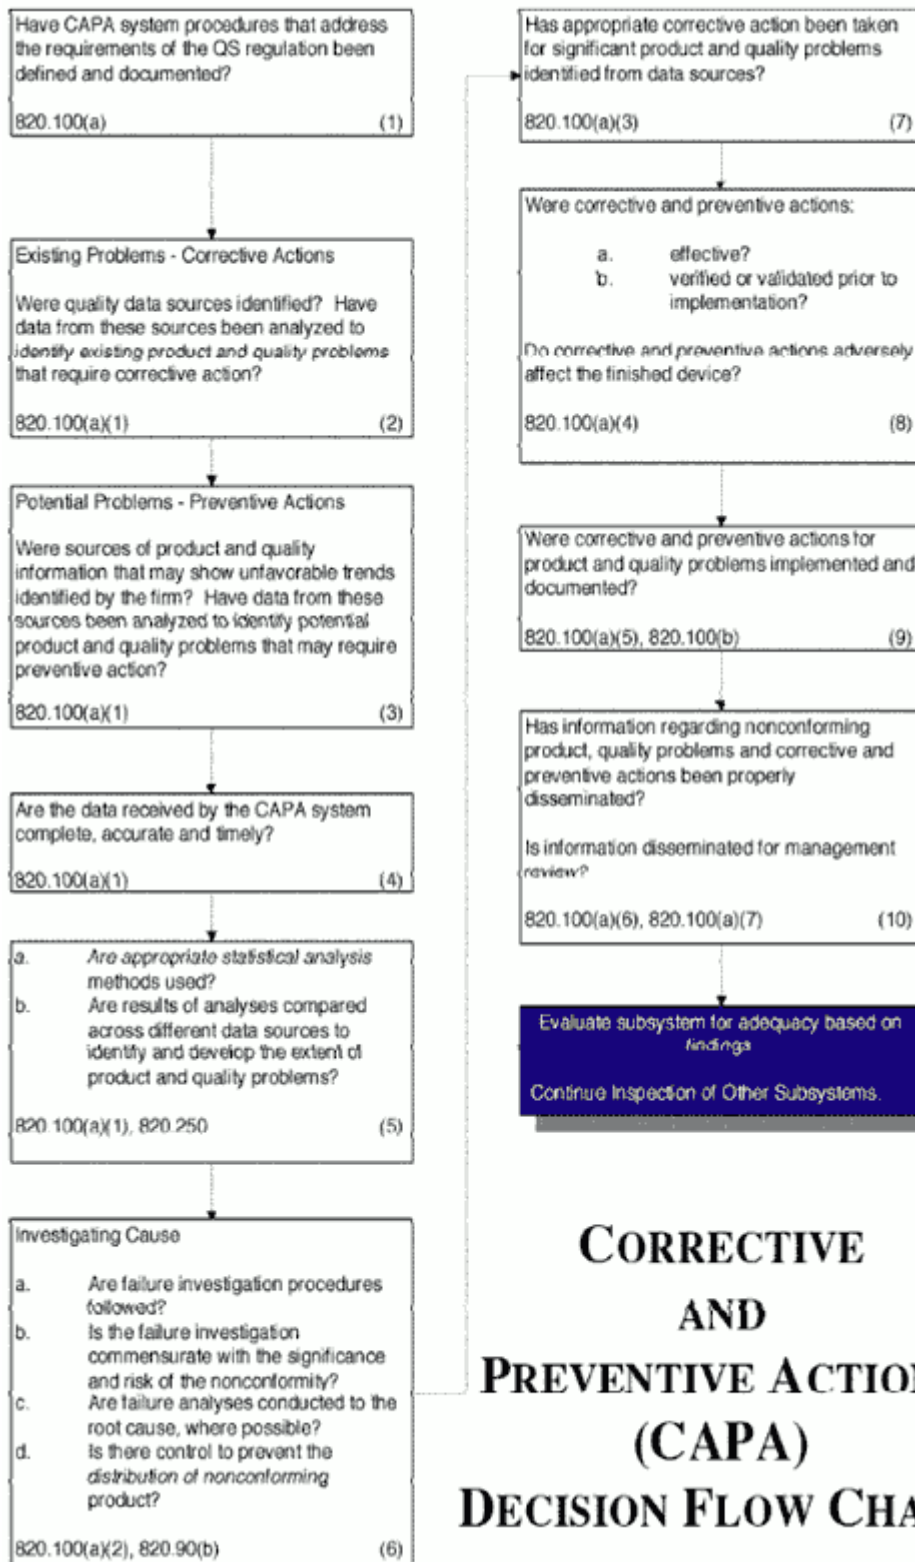 Have CAPA system procedures that address
the requirements of the QS regulation been
defined and documented?
820.100(a) (1)
Existing Problems - Corrective Actions
Were quality data sources identified? Have
data from these sources been analyzed to
identify existing product and quality problems
that require corrective action?
820.100(a)(1) (2)
Potential Problems - Preventive Actions
Were sources of product and quality
information that may show unfavorable trends
identified by the firm? Have data from these
sources been analyzed to identify potential
product and quality problems that may require
preventive action?
820.100(a)(1) (3)
Are the data received by the CAPA system
complete, accurate and timely?
820.100(a)(1) (4)
a. Are appropriate statistical analysis
methods used?
b. Are results of analyses compared
across different data sources to
identify and develop the extent of
product and quality problems?
820.100(a)(1), 820.250 (5)
Investigating Cause
a. Are failure investigation procedures
followed?
b. Is the failure investigation
commensurate with the significance
and risk of the nonconformity?
c. Are failure analyses conducted to the
root cause, where possible?
d. Is there control to prevent the
distribution of nonconforming
product?
820.100(a)(2), 820.90(b) (6)
Has appropriate corrective action been taken
for significant product and quality problems
identified from data sources?
820.100(a)(3) (7)
Were corrective and preventive actions:
a. effective?
b. verified or validated prior to
implementation?
Do corrective and preventive actions adversely
affect the finished device?
820.100(a)(4) (8)
Were corrective and preventive actions for
product and quality problems implemented and
documented?
820.100(a)(5), 820.100(b) (9)
Has information regarding nonconforming
product, quality problems and corrective and
preventive actions been properly
disseminated?
Is information disseminated for management
review?
820.100(a)(6), 820.100(a)(7) (10)
Evaluate subsystem for adequacy based on
findings
Continue Inspection of Other Subsystems.
CORRECTIVE
AND
PREVENTIVE ACTIO
(CAPA)
DECISION FLOW CHA